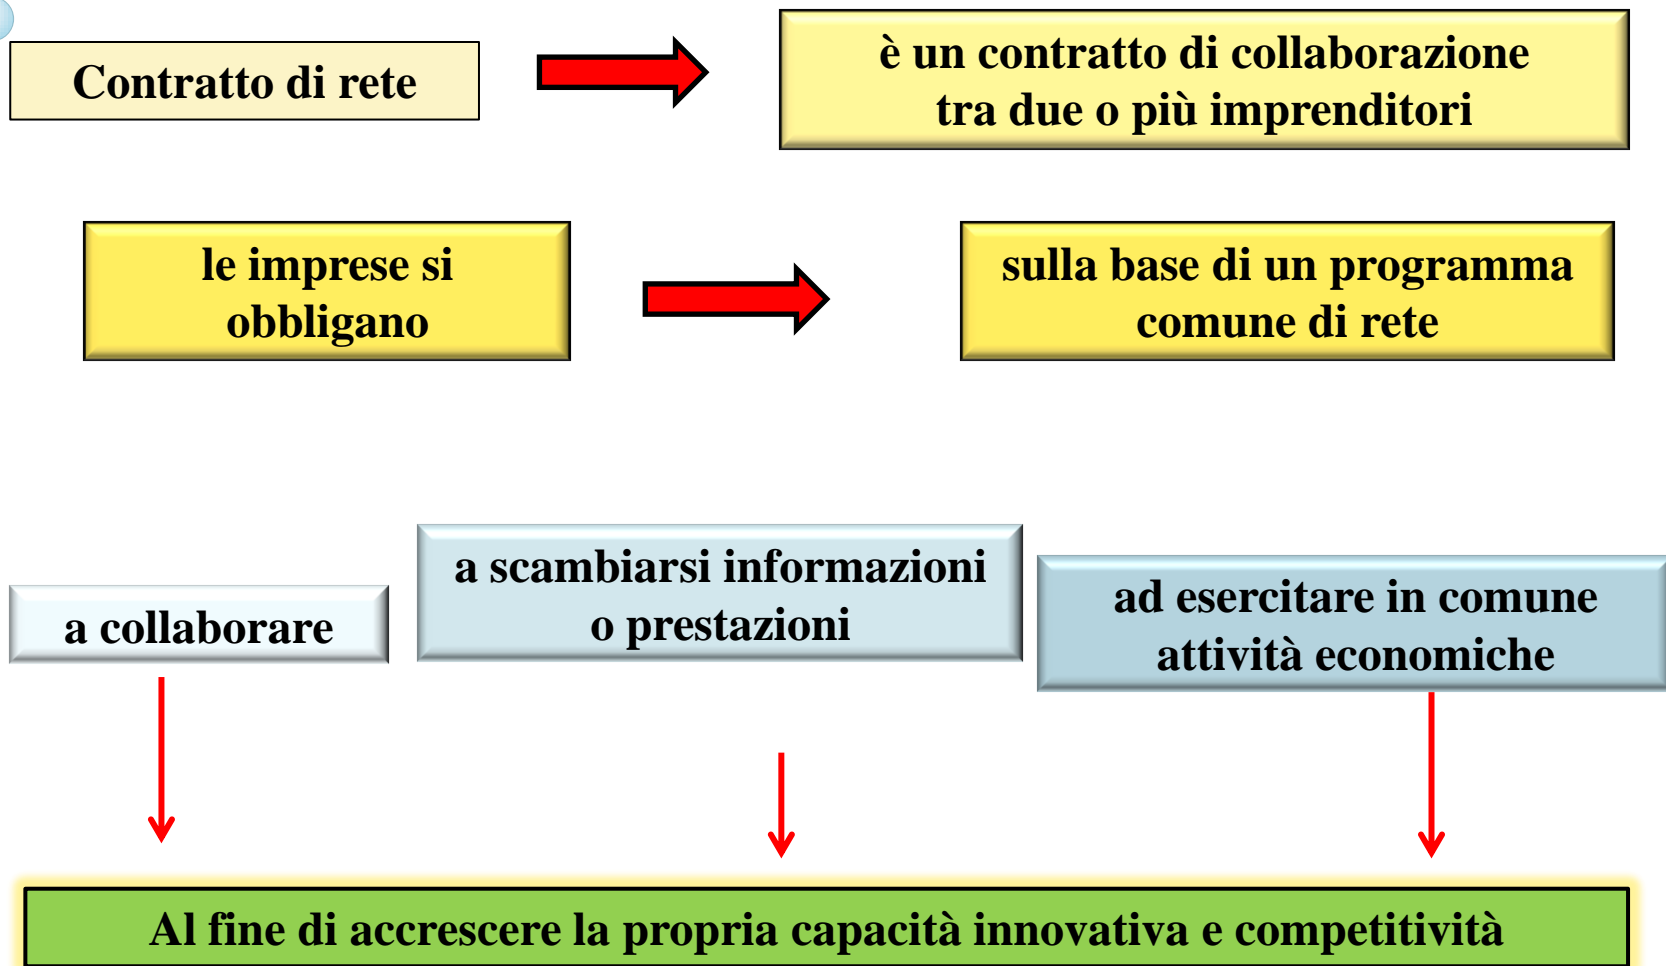 Contratto di rete
è un contratto di collaborazione
tra due o più imprenditori
le imprese si
obbligano
sulla base di un programma
comune di rete
a collaborare
a scambiarsi informazioni
o prestazioni
ad esercitare in comune
attività economiche
Al fine di accrescere la propria capacità innovativa e competitività